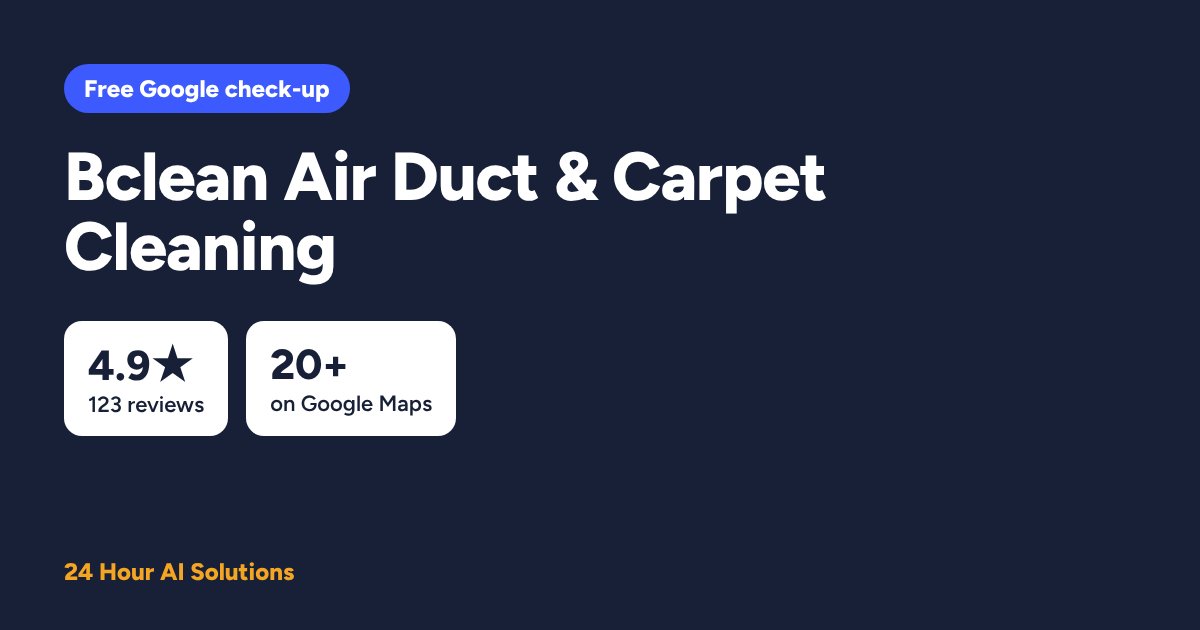 Free Google check-up
Bclean Air Duct & Carpet
Cleaning
4.9★
123 reviews
20+
on Google Maps
24 Hour AI Solutions